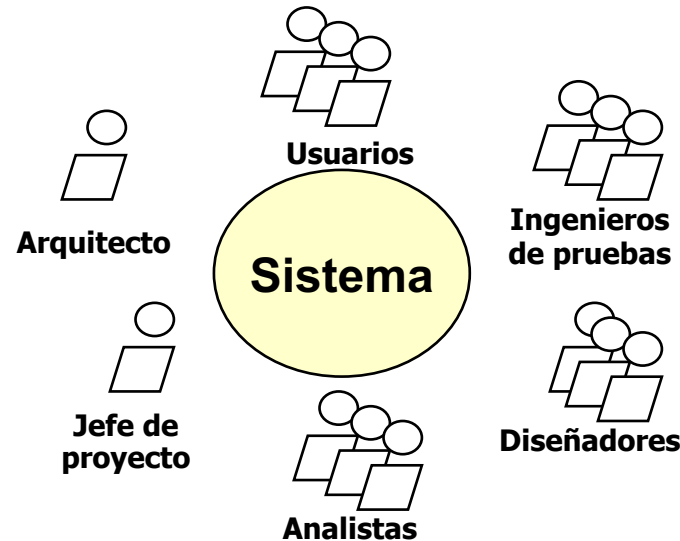 Usuarios
Arquitecto
Ingenieros
de pruebas
Sistema
Jefe de
proyecto
Diseñadores
Analistas